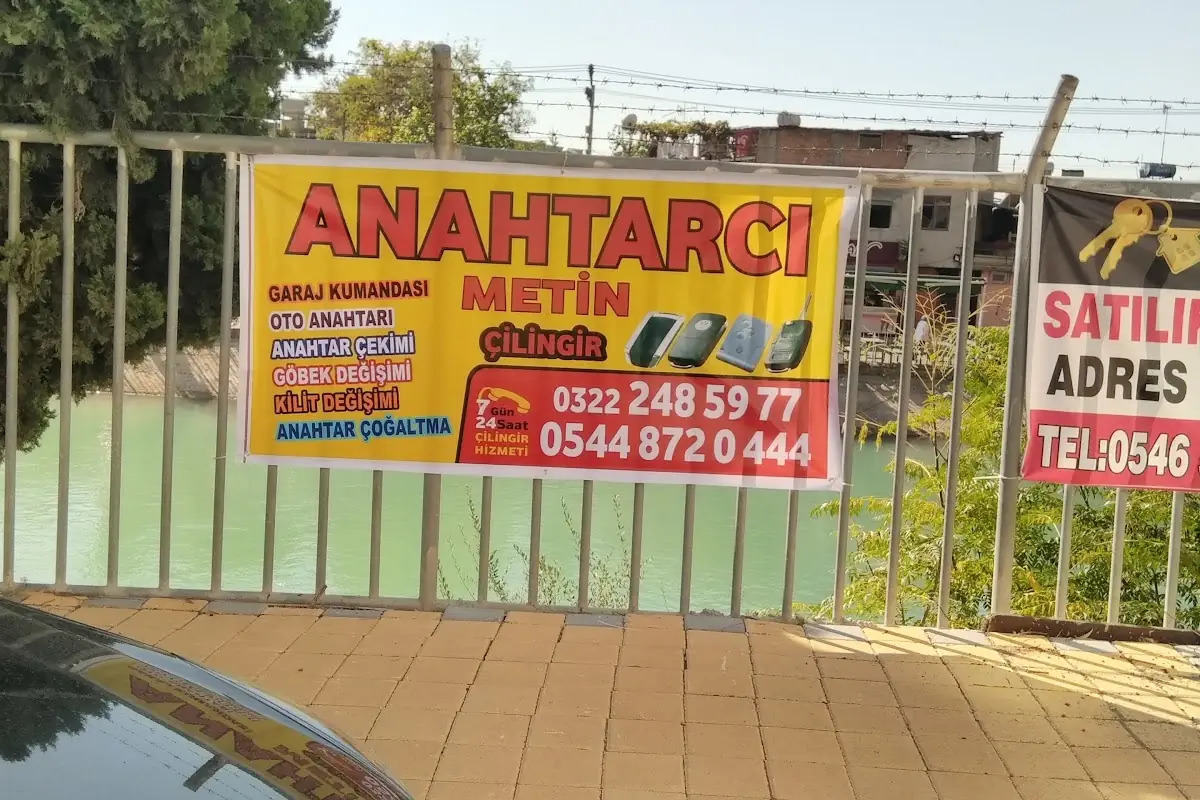 ANAHTARCI
METİN
ÇİLİNGİR
GARAJ KUMANDASI
OTO ANAHTARI
ANAHTAR ÇEKİMİ
GÖBEK DEĞİŞİMİ
KİLİT DEĞİŞİMİ
ANAHTAR ÇOĞALTMA
7 Gün
24 Saat
ÇİLİNGİR
HİZMETİ
0322 248 59 77
0544 872 0 444
SATILI
ADRES
TEL:0546